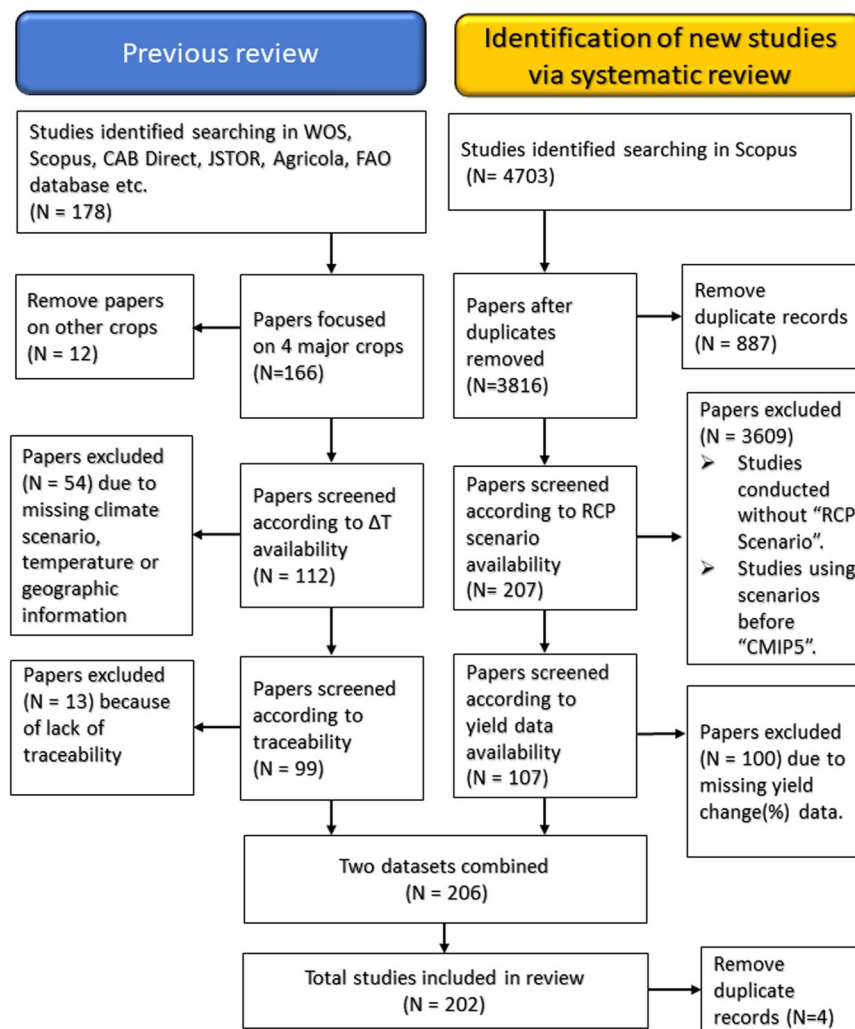 Previous review
Identification of new studies
via systematic review
Studies identified searching in WOS,
Scopus, CAB Direct, JSTOR, Agricola, FAO
database etc.
(N = 178)
Studies identified searching in Scopus
(N= 4703)
Remove papers
on other crops
(N = 12)
Papers focused
on 4 major crops
(N=166)
Papers after
duplicates
removed
(N=3816)
Remove
duplicate records
(N = 887)
Papers excluded
(N = 54) due to
missing climate
scenario,
temperature or
geographic
information
Papers screened
according to ΔT
availability
(N = 112)
Papers screened
according to RCP
scenario
availability
(N= 207)
Papers excluded
(N = 3609)
➢ Studies
conducted
without “RCP
Scenario”.
➢ Studies using
scenarios
before
“CMIP5”.
Papers excluded
(N = 13) because
of lack of
traceability
Papers screened
according to
traceability
(N = 99)
Papers screened
according to
yield data
availability
(N = 107)
Papers excluded
(N = 100) due to
missing yield
change(%) data.
Two datasets combined
(N = 206)
Total studies included in review
(N = 202)
Remove
duplicate
records (N=4)